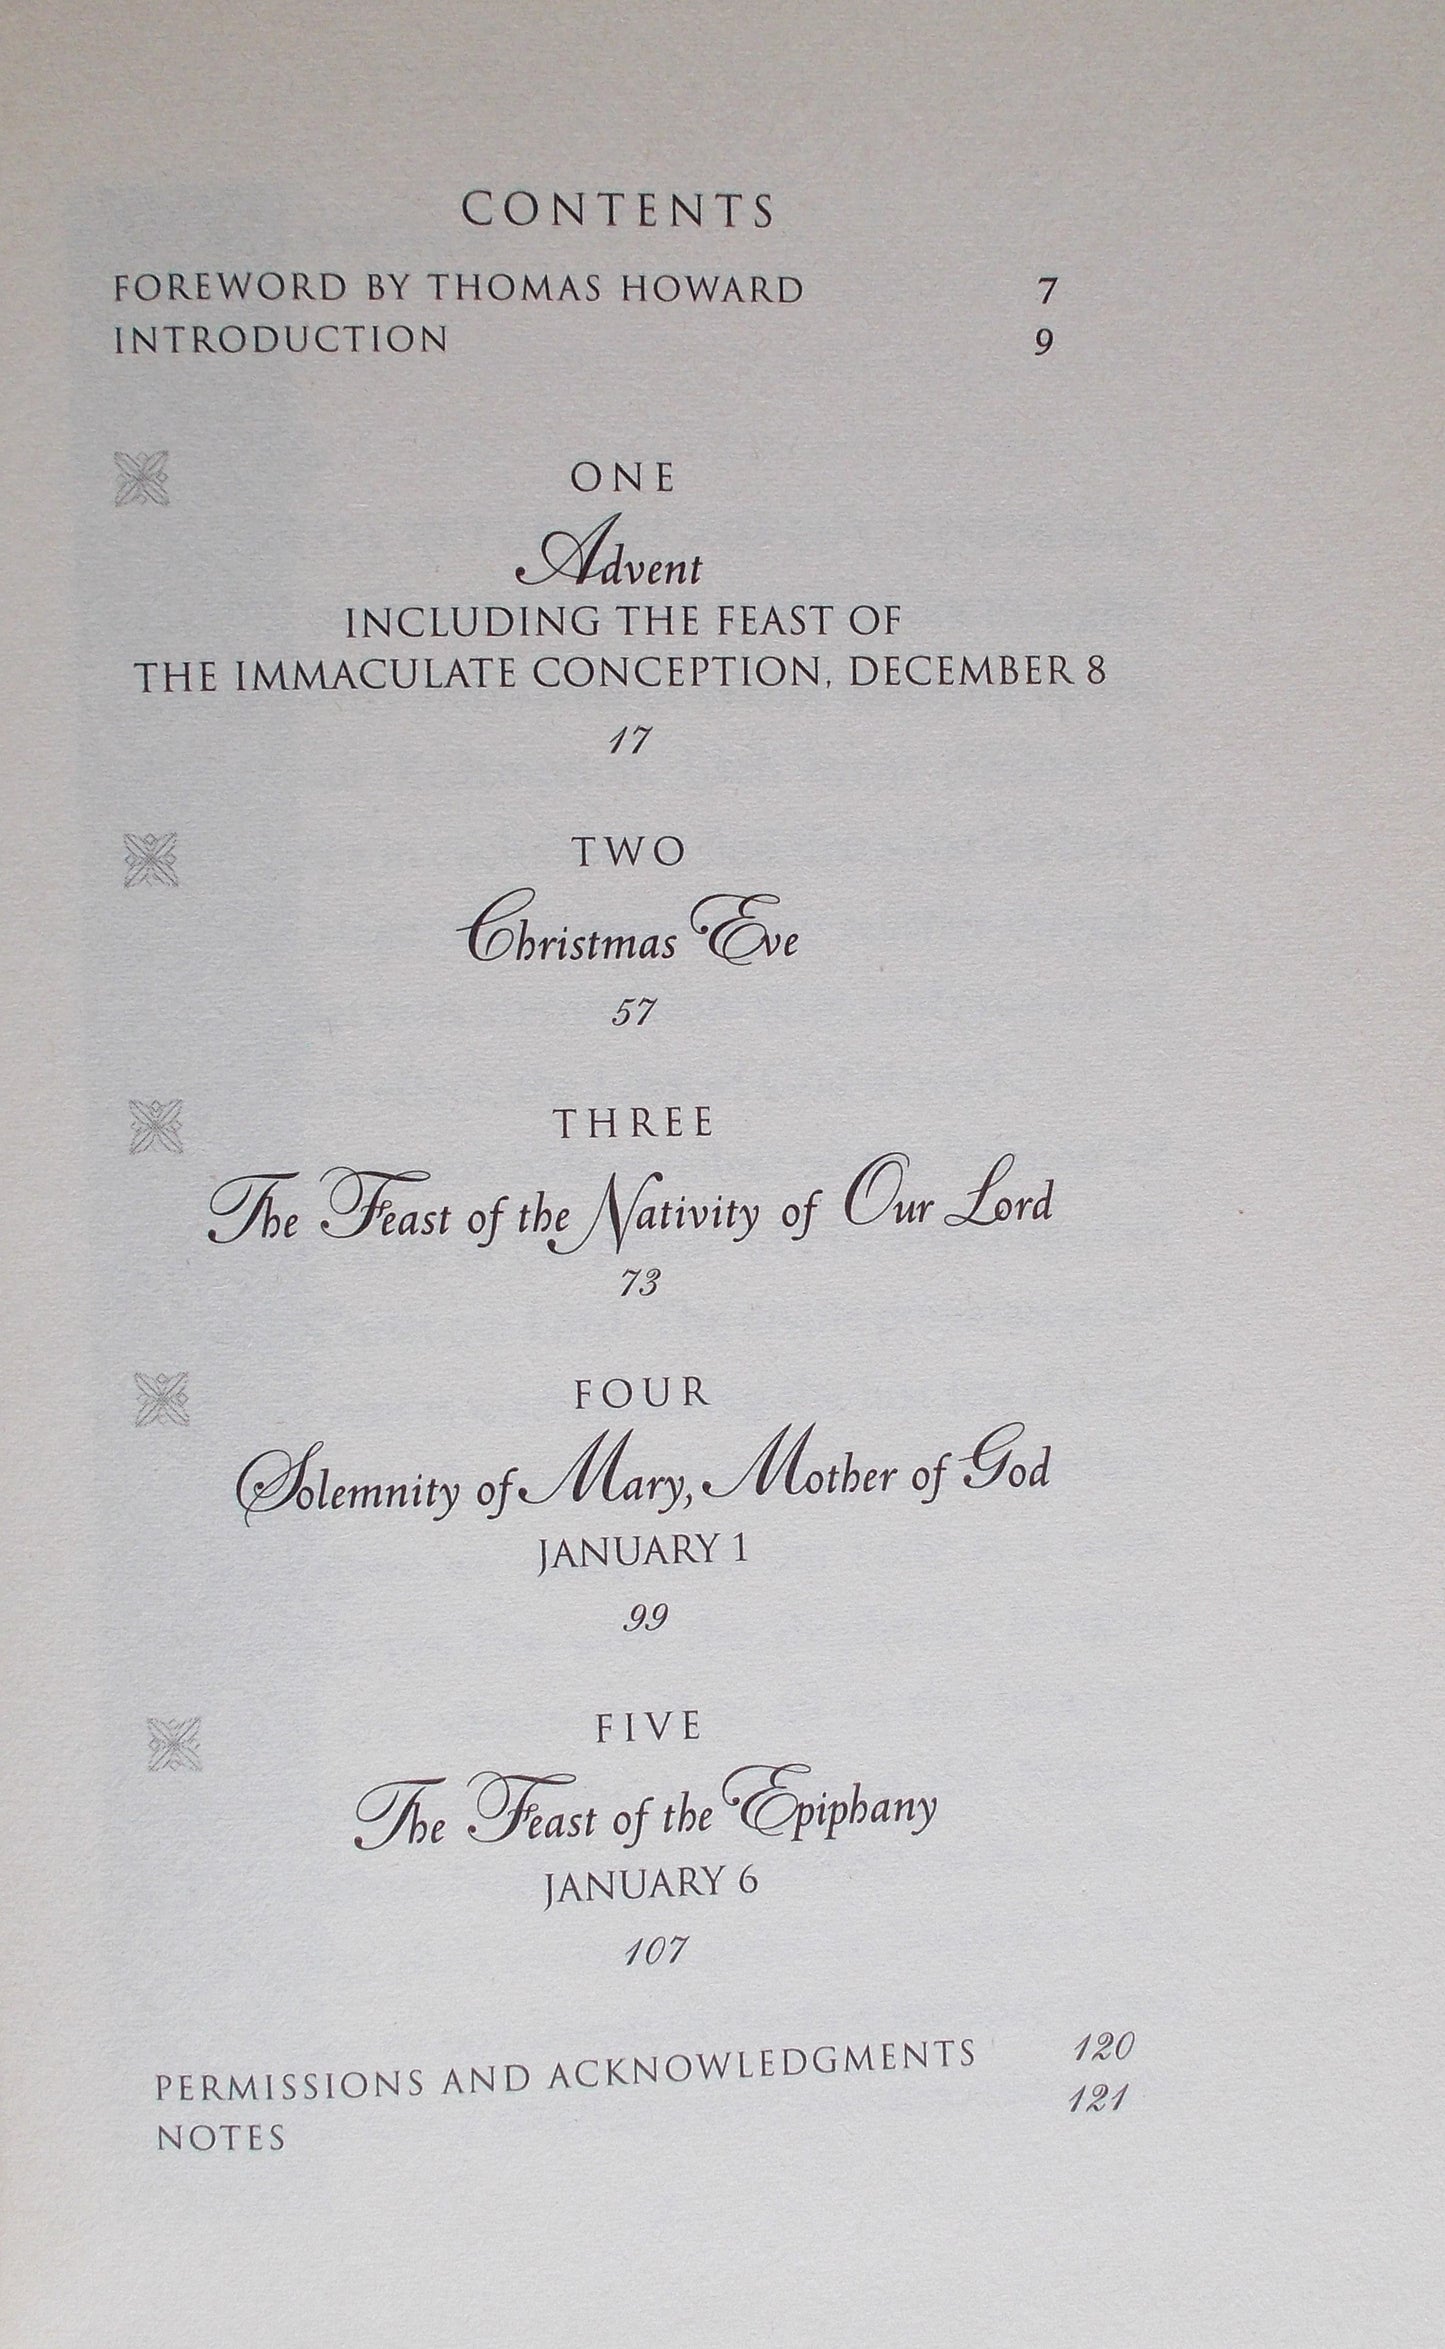 CONTENTS
FOREWORD BY THOMAS HOWARD 7
INTRODUCTION 9
ONE
Advent
INCLUDING THE FEAST OF
THE IMMACULATE CONCEPTION, DECEMBER 8
17
TWO
Christmas Eve
57
THREE
The Feast of the Nativity of Our Lord
73
FOUR
Solemnity of Mary, Mother of God
JANUARY 1
99
FIVE
The Feast of the Epiphany
JANUARY 6
107
PERMISSIONS AND ACKNOWLEDGMENTS 120
NOTES 121